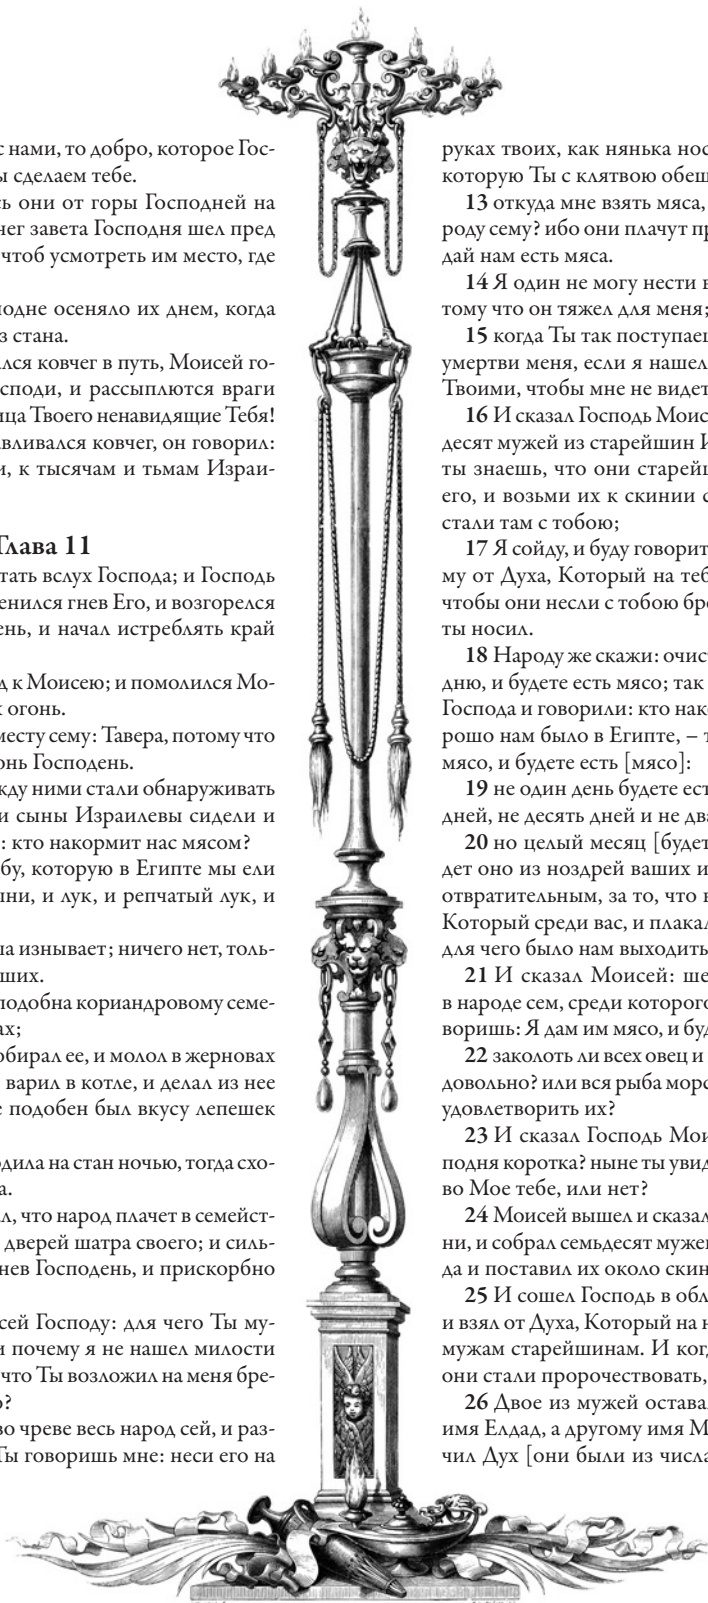 с нами, то добро, которое Гос-
ы сделаем тебе.
сь они от горы Господней на
чег завета Господня шел пред
чтоб усмотреть им место, где
одне осеняло их днем, когда
з стана.
лся ковчег в путь, Моисей го-
споди, и рассыплются враги
ица Твоего ненавидящие Тебя!
авливался ковчег, он говорил:
и, к тысячам и тьмам Израи-
Глава 11
тать вслух Господа; и Господь
енился гнев Его, и возгорелся
ень, и начал истреблять край
д к Моисею; и помолился Мо-
к огонь.
месту сему: Тавера, потому что
онь Господень.
жду ними стали обнаруживать
и сыны Израилевы сидели и
: кто накормит нас мясом?
бу, которую в Египте мы ели
ыни, и лук, и репчатый лук, и
ша изнывает; ничего нет, толь-
ших.
подобна кориандровому семе-
ах;
обирал ее, и молол в жерновах
варил в котле, и делал из нее
е подобен был вкусу лепешек
одила на стан ночью, тогда схо-
а.
л, что народ плачет в семейст-
дверей шатра своего; и силь-
нев Господень, и прискорбно
сей Господу: для чего Ты му-
и почему я не нашел милости
что Ты возложил на меня бре-
о?
во чреве весь народ сей, и раз-
Ты говоришь мне: неси его на
руках твоих, как нянька нос
которую Ты с клятвою обещ
13 откуда мне взять мяса,
роду сему? ибо они плачут пр
дай нам есть мяса.
14 Я один не могу нести в
тому что он тяжел для меня;
15 когда Ты так поступаеш
умертви меня, если я нашел
Твоими, чтобы мне не видет
16 И сказал Господь Моис
десят мужей из старейшин И
ты знаешь, что они старейш
его, и возьми их к скинии с
стали там с тобою;
17 Я сойду, и буду говорит
му от Духа, Который на теб
чтобы они несли с тобою бре
ты носил.
18 Народу же скажи: очист
дню, и будете есть мясо; так
Господа и говорили: кто нако
рошо нам было в Египте, – т
мясо, и будете есть [мясо]:
19 не один день будете ест
дней, не десять дней и не два
20 но целый месяц [будет
дет оно из ноздрей ваших и
отвратительным, за то, что в
Который среди вас, и плакал
для чего было нам выходить
21 И сказал Моисей: ше
в народе сем, среди которого
воришь: Я дам им мясо, и буд
22 заколоть ли всех овец и
довольно? или вся рыба морс
удовлетворить их?
23 И сказал Господь Мои
подня коротка? ныне ты увид
во Мое тебе, или нет?
24 Моисей вышел и сказал
ни, и собрал семьдесят муже
да и поставил их около скин
25 И сошел Господь в обл
и взял от Духа, Который на н
мужам старейшинам. И когд
они стали пророчествовать,
26 Двое из мужей остава
имя Елдад, а другому имя М
чил Дух [они были из числа